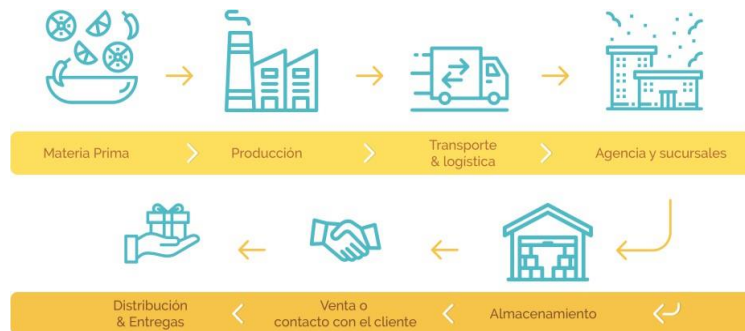 Materia Prima
Producción
Transporte
& logística
Agencia y sucursales
Almacenamiento
Venta o
contacto con el cliente
Distribución
& Entregas